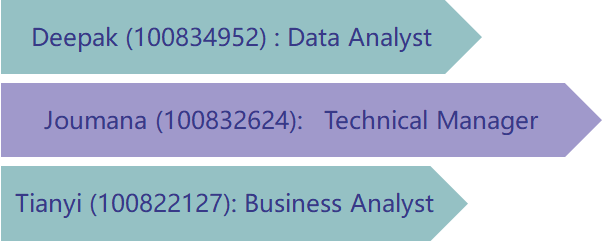 Deepak (100834952) : Data Analyst
Joumana (100832624):   Technical Manager
Tianyi (100822127): Business Analyst